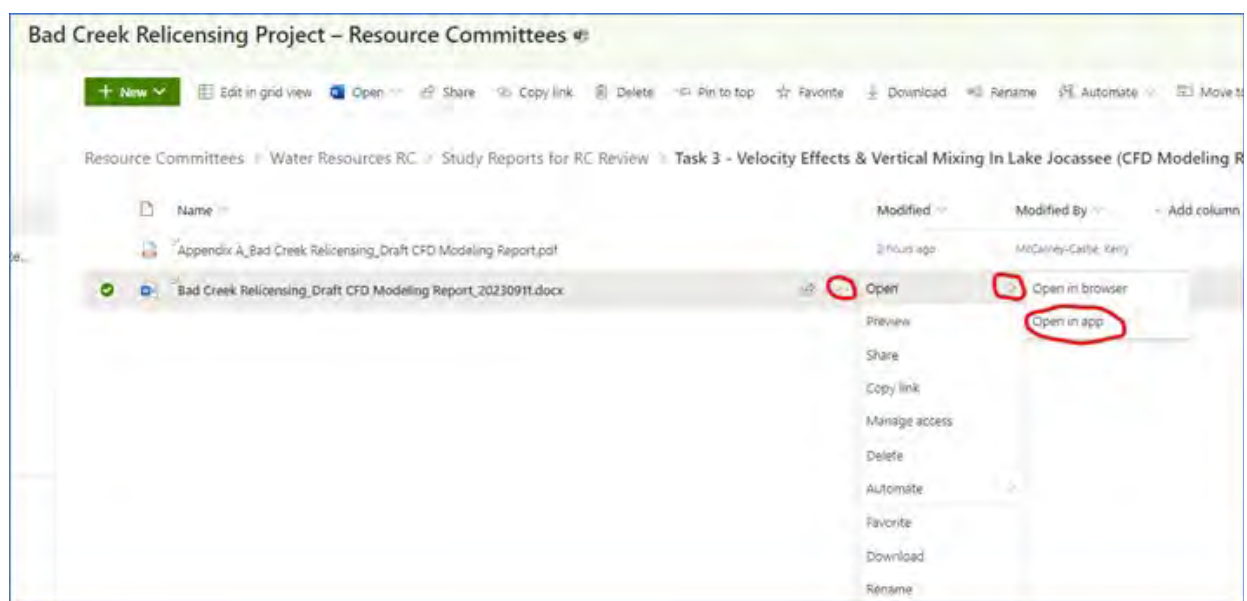 Bad Creek Relicensing Project – Resource Committees
+ New Edit in grid view Open Share Copy link Delete Pin to top Favorite Download Rename Automate Move to
Resource Committees > Water Resources RC > Study Reports for RC Review > Task 3 - Velocity Effects & Vertical Mixing In Lake Jocassee (CFD Modeling R
Name Modified Modified By + Add column
Appendix A_Bad Creek Relicensing_Draft CFD Modeling Report.pdf 2 hours ago McCarney-Castle, Kerry
Bad Creek Relicensing_Draft CFD Modeling Report_20230911.docx Open Open in browser
Preview Open in app
Share
Copy link
Manage access
Delete
Automate
Favorite
Download
Rename